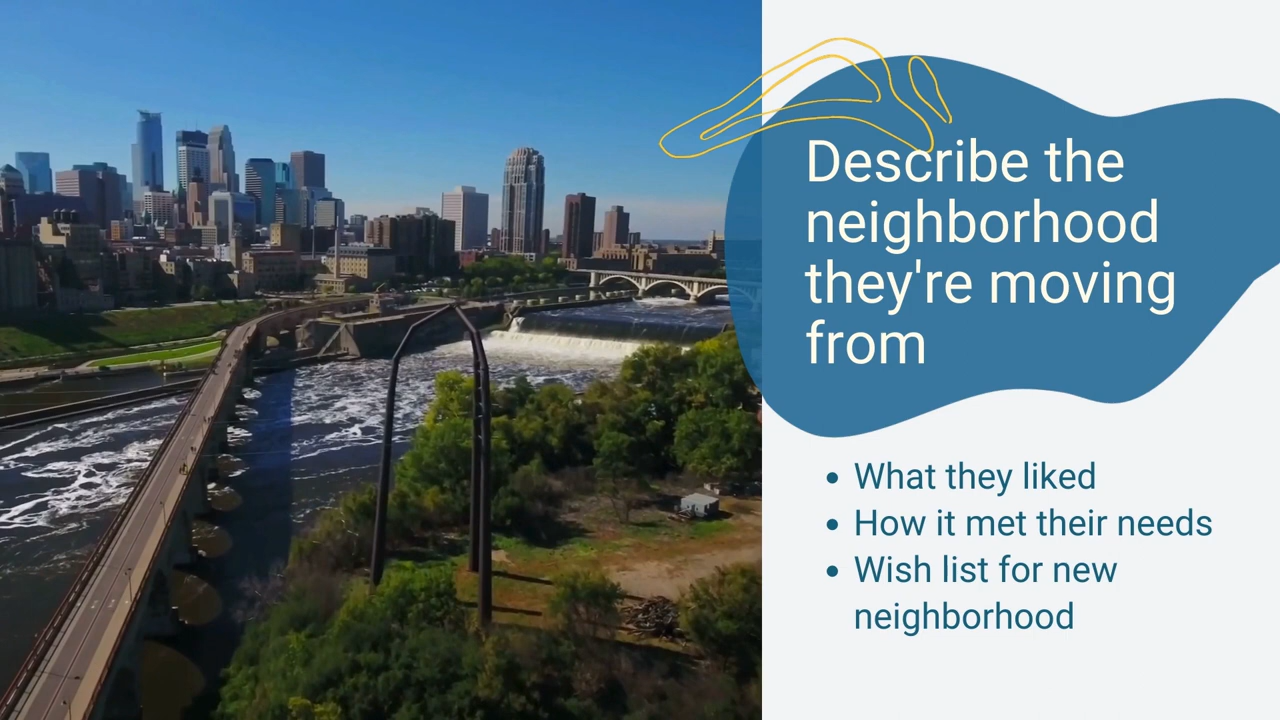 Describe the
neighborhood
they're moving
from
• What they liked
• How it met their needs
• Wish list for new
neighborhood